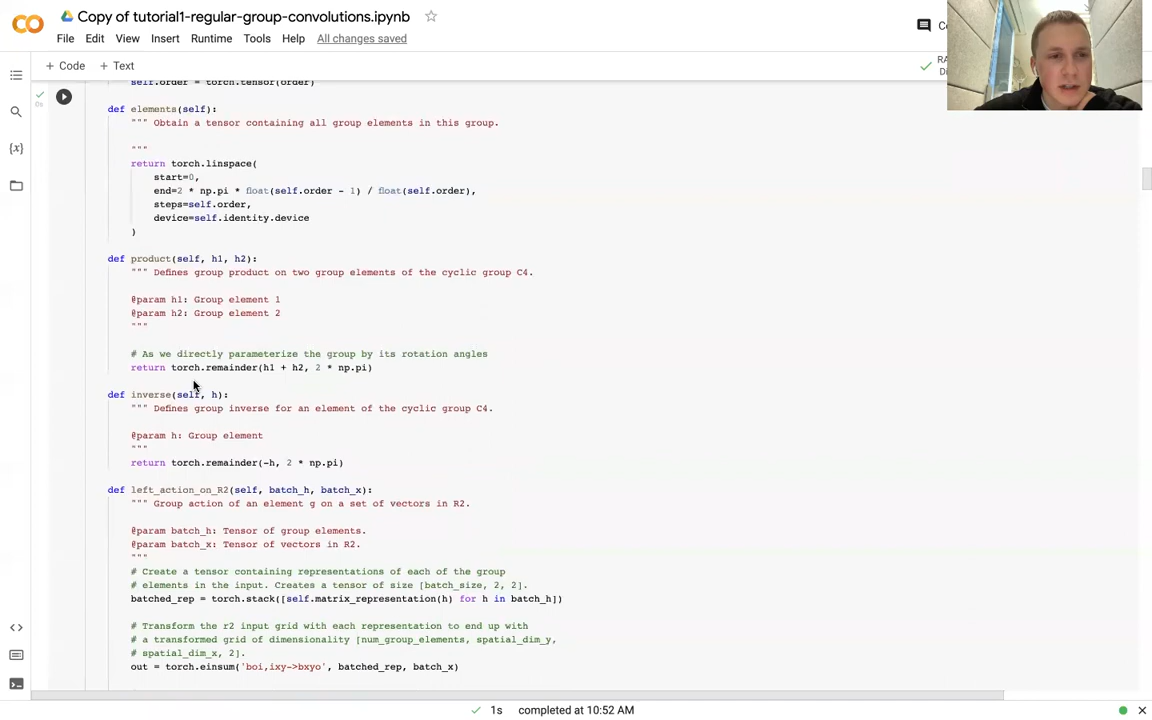 Copy of tutorial1-regular-group-convolutions.ipynb
File Edit View Insert Runtime Tools Help All changes saved
+ Code + Text
self.order = torch.tensor(order)
def elements(self):
""" Obtain a tensor containing all group elements in this group.
"""
return torch.linspace(
start=0,
end=2 * np.pi * float(self.order - 1) / float(self.order),
steps=self.order,
device=self.identity.device
)
def product(self, h1, h2):
""" Defines group product on two group elements of the cyclic group C4.
@param h1: Group element 1
@param h2: Group element 2
"""
# As we directly parameterize the group by its rotation angles
return torch.remainder(h1 + h2, 2 * np.pi)
def inverse(self, h):
""" Defines group inverse for an element of the cyclic group C4.
@param h: Group element
"""
return torch.remainder(-h, 2 * np.pi)
def left_action_on_R2(self, batch_h, batch_x):
""" Group action of an element g on a set of vectors in R2.
@param batch_h: Tensor of group elements.
@param batch_x: Tensor of vectors in R2.
"""
# Create a tensor containing representations of each of the group
# elements in the input. Creates a tensor of size [batch_size, 2, 2].
batched_rep = torch.stack([self.matrix_representation(h) for h in batch_h])
# Transform the r2 input grid with each representation to end up with
# a transformed grid of dimensionality [num_group_elements, spatial_dim_y,
# spatial_dim_x, 2].
out = torch.einsum('boi,ixy->bxyo', batched_rep, batch_x)
1s completed at 10:52 AM